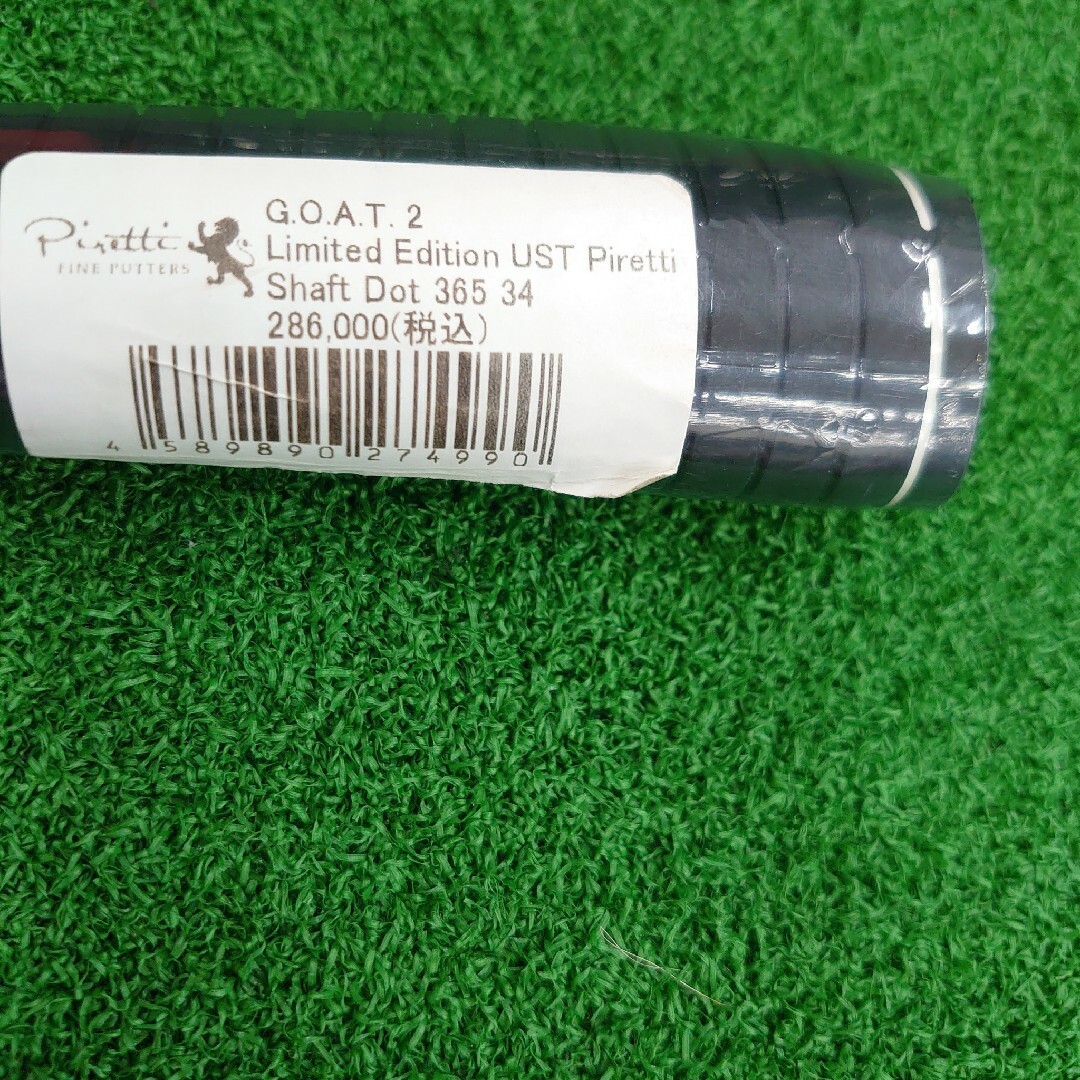 Piretti
FINE PUTTERS
G.O.A.T. 2
Limited Edition UST Piretti
Shaft Dot 365 34
286,000(税込)
4 589890 274990